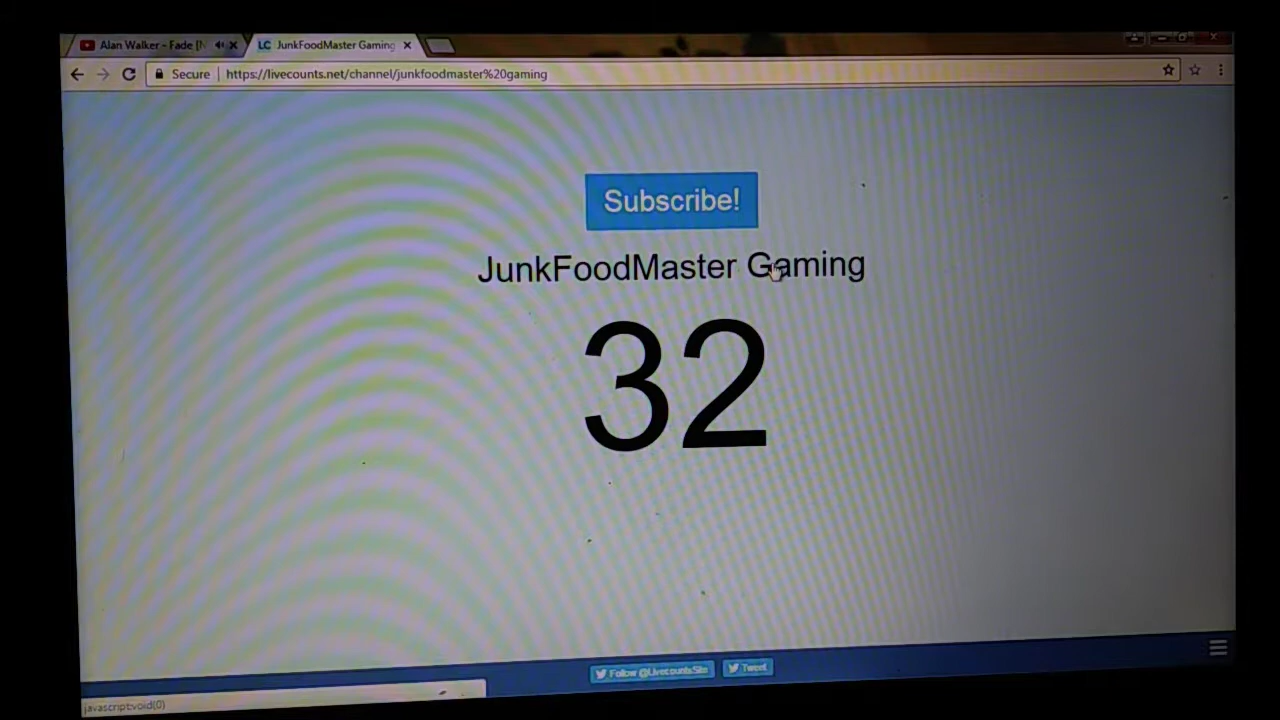 Alan Walker - Fade [N
LC JunkFoodMaster Gaming
Secure https://livecounts.net/channel/junkfoodmaster%20gaming
Subscribe!
JunkFoodMaster Gaming
32
Follow @LivecountsSite Tweet
javascript:void(0)